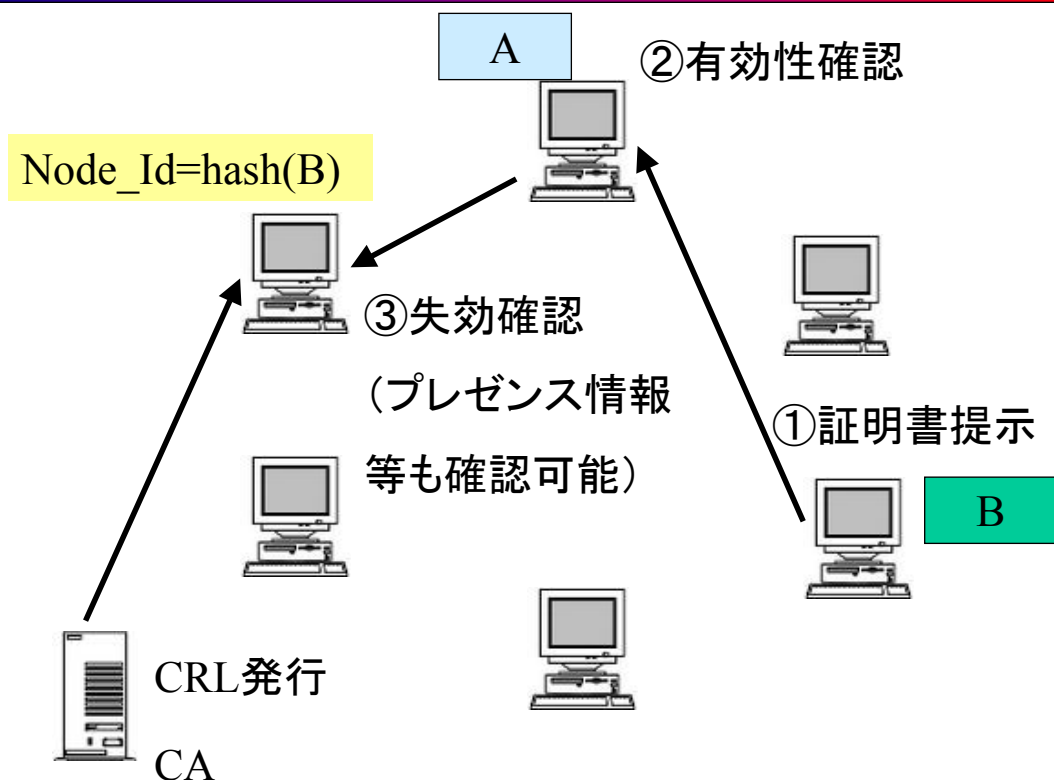 A
②有効性確認
Node_Id=hash(B)
③失効確認
（プレゼンス情報
等も確認可能）
①証明書提示
B
CRL発行
CA